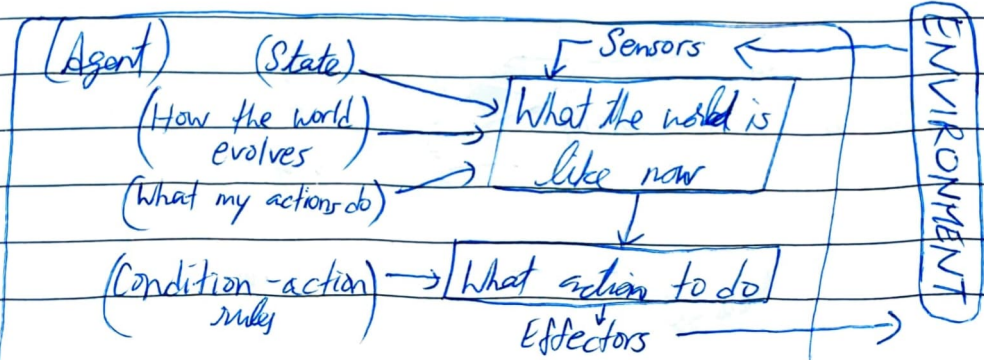 (Agent) (State) Sensors
(How the world
evolves
What the world is
like now
(What my actions do)
(Condition-action)
rules
What action to do
Effectors
ENVIRONMENT